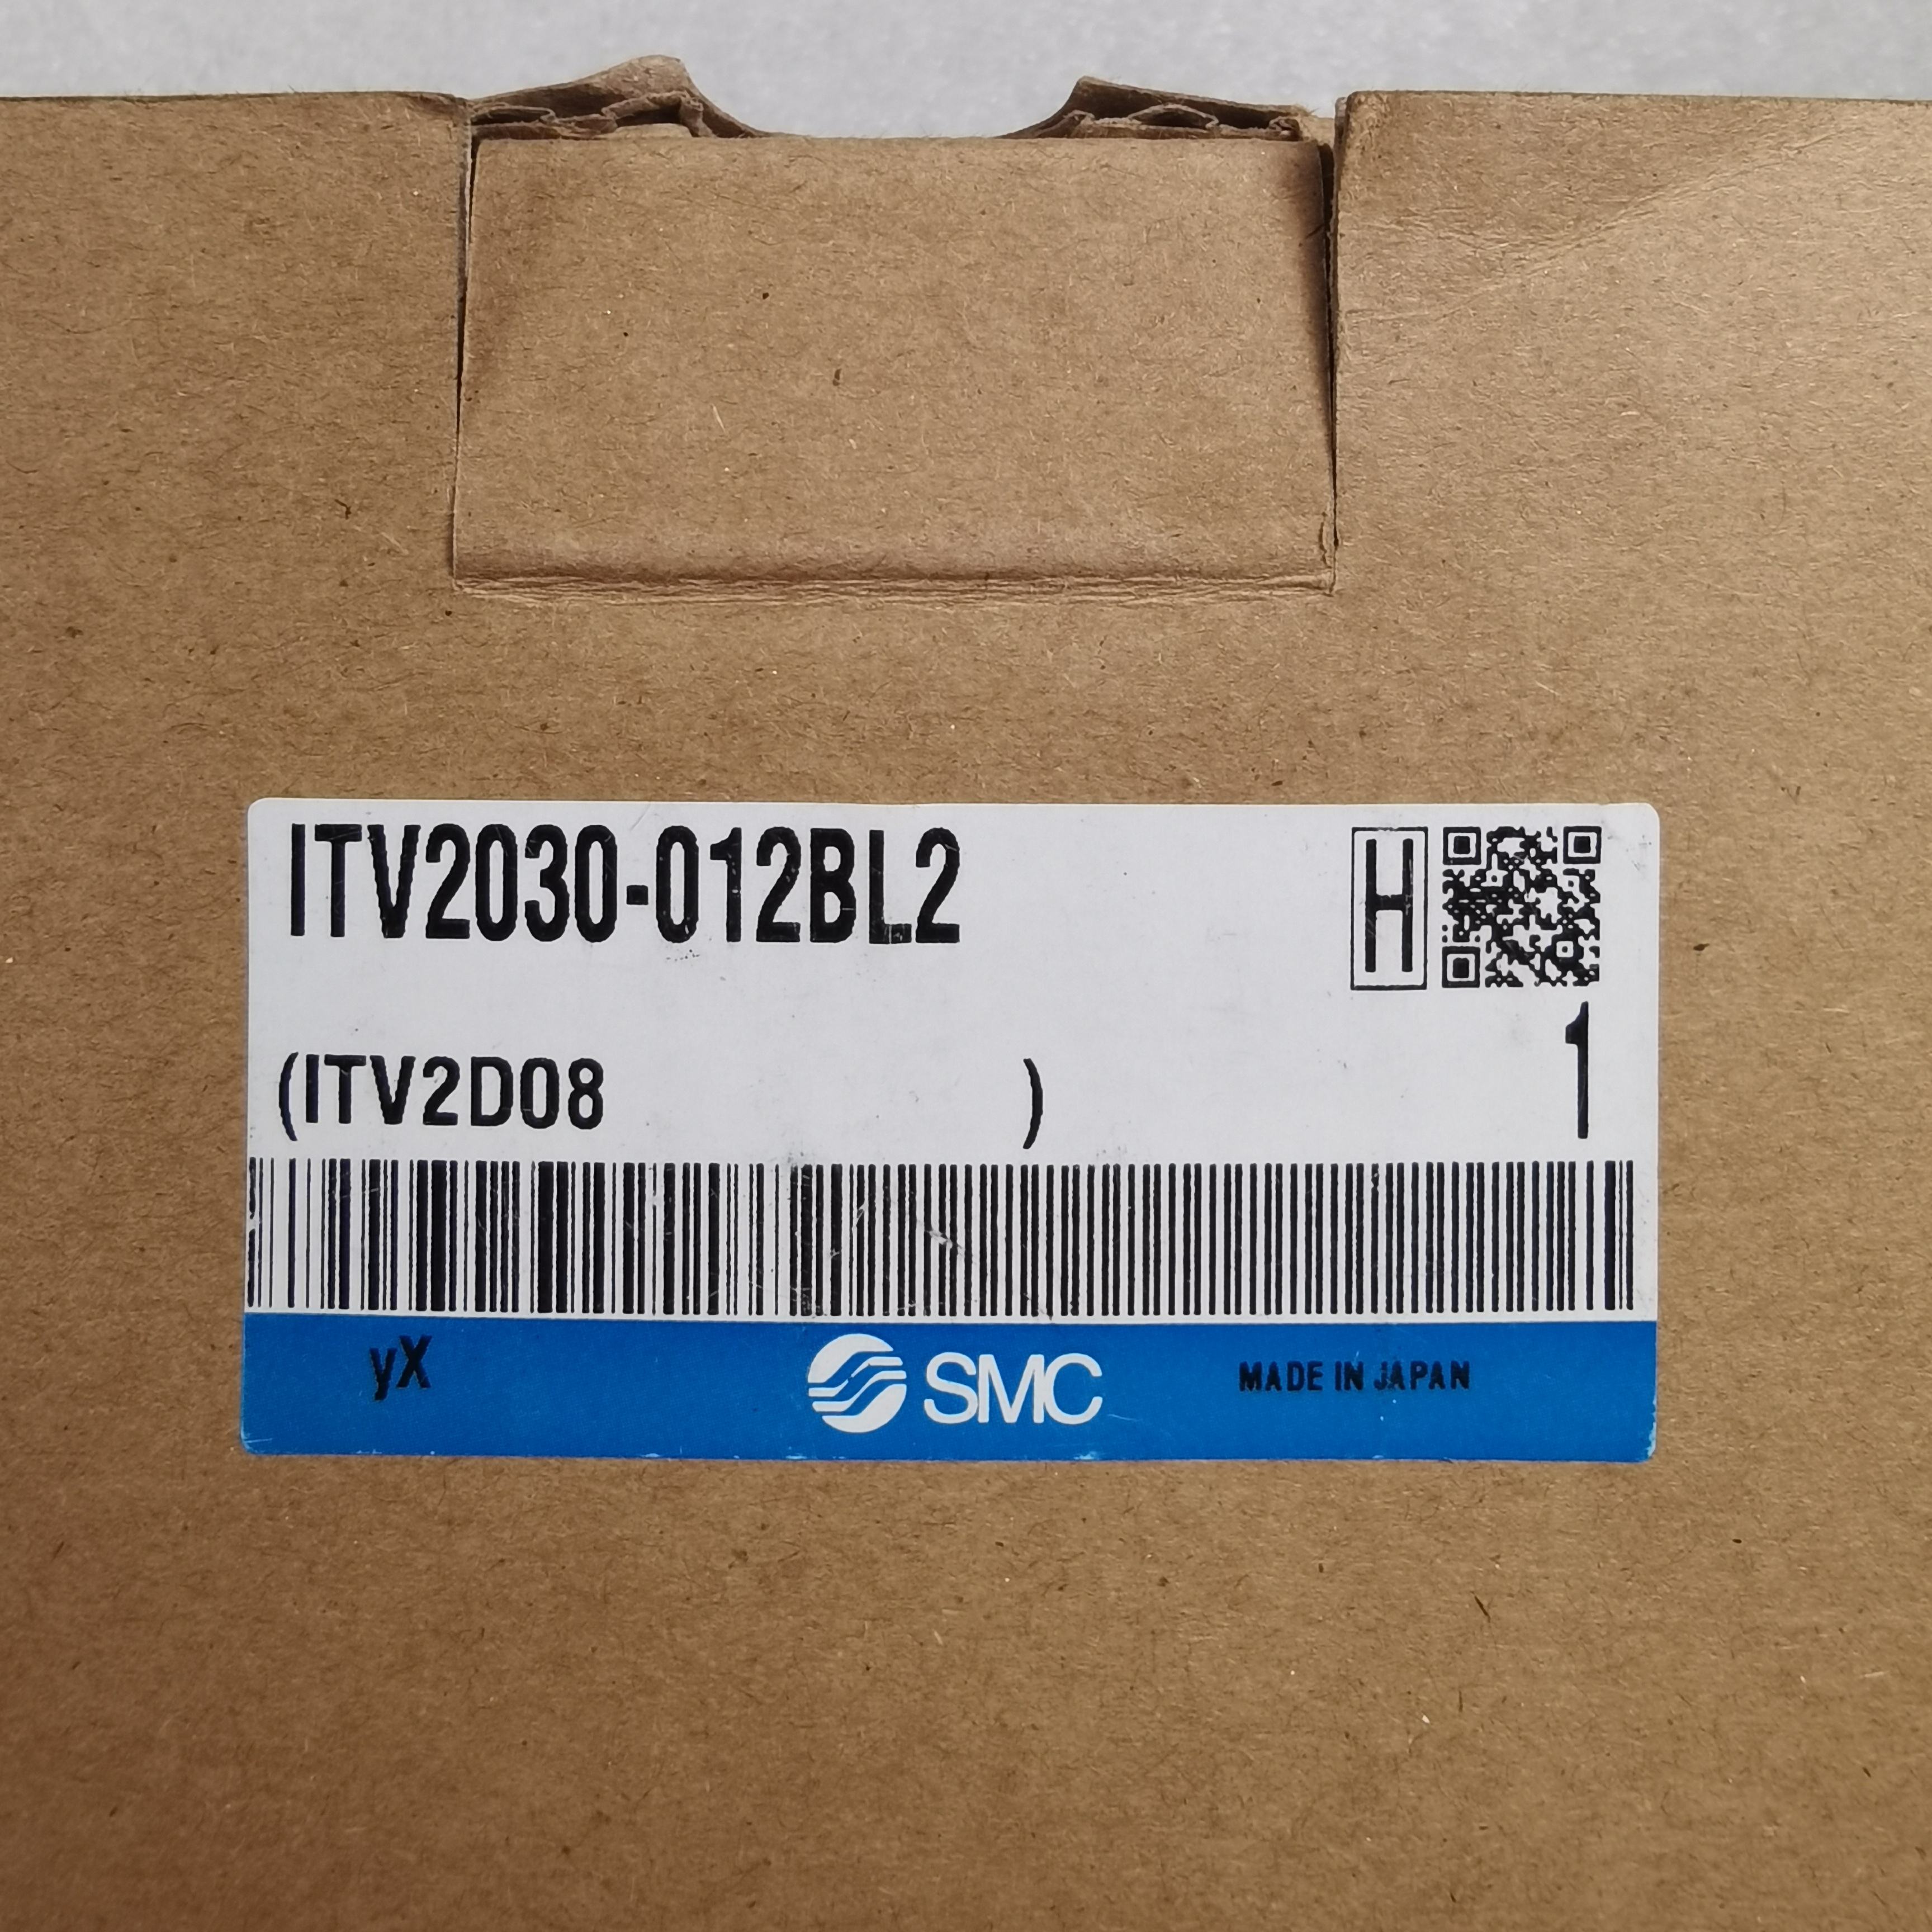 ITV2030-012BL2
H
(ITV2D08 )
1
yX
SMC
MADE IN JAPAN